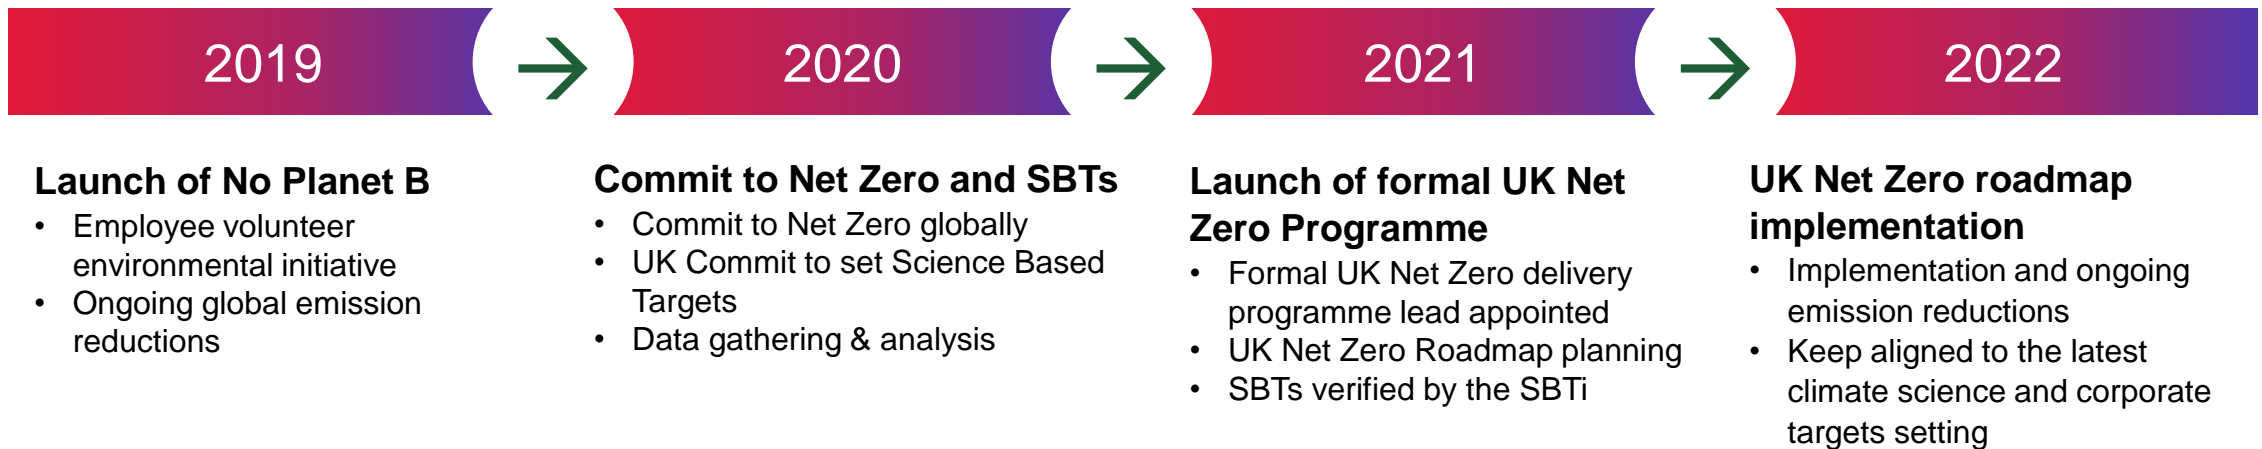 2019
2020
2021
2022
Launch of No Planet B
• Employee volunteer
environmental initiative
• Ongoing global emission
reductions
Commit to Net Zero and SBTs
• Commit to Net Zero globally
• UK Commit to set Science Based
Targets
• Data gathering & analysis
Launch of formal UK Net
Zero Programme
• Formal UK Net Zero delivery
programme lead appointed
• UK Net Zero Roadmap planning
• SBTs verified by the SBTi
UK Net Zero roadmap
implementation
• Implementation and ongoing
emission reductions
• Keep aligned to the latest
climate science and corporate
targets setting